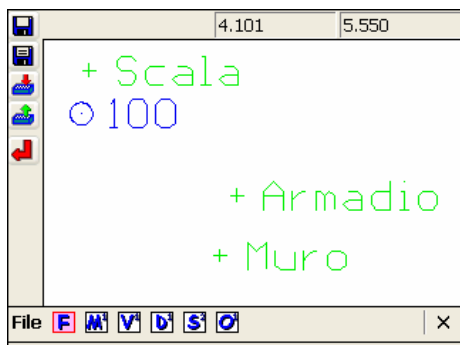 4.101 5.550
+ Scala
100
+ Armadio
+ Muro
File F M V D S O ×